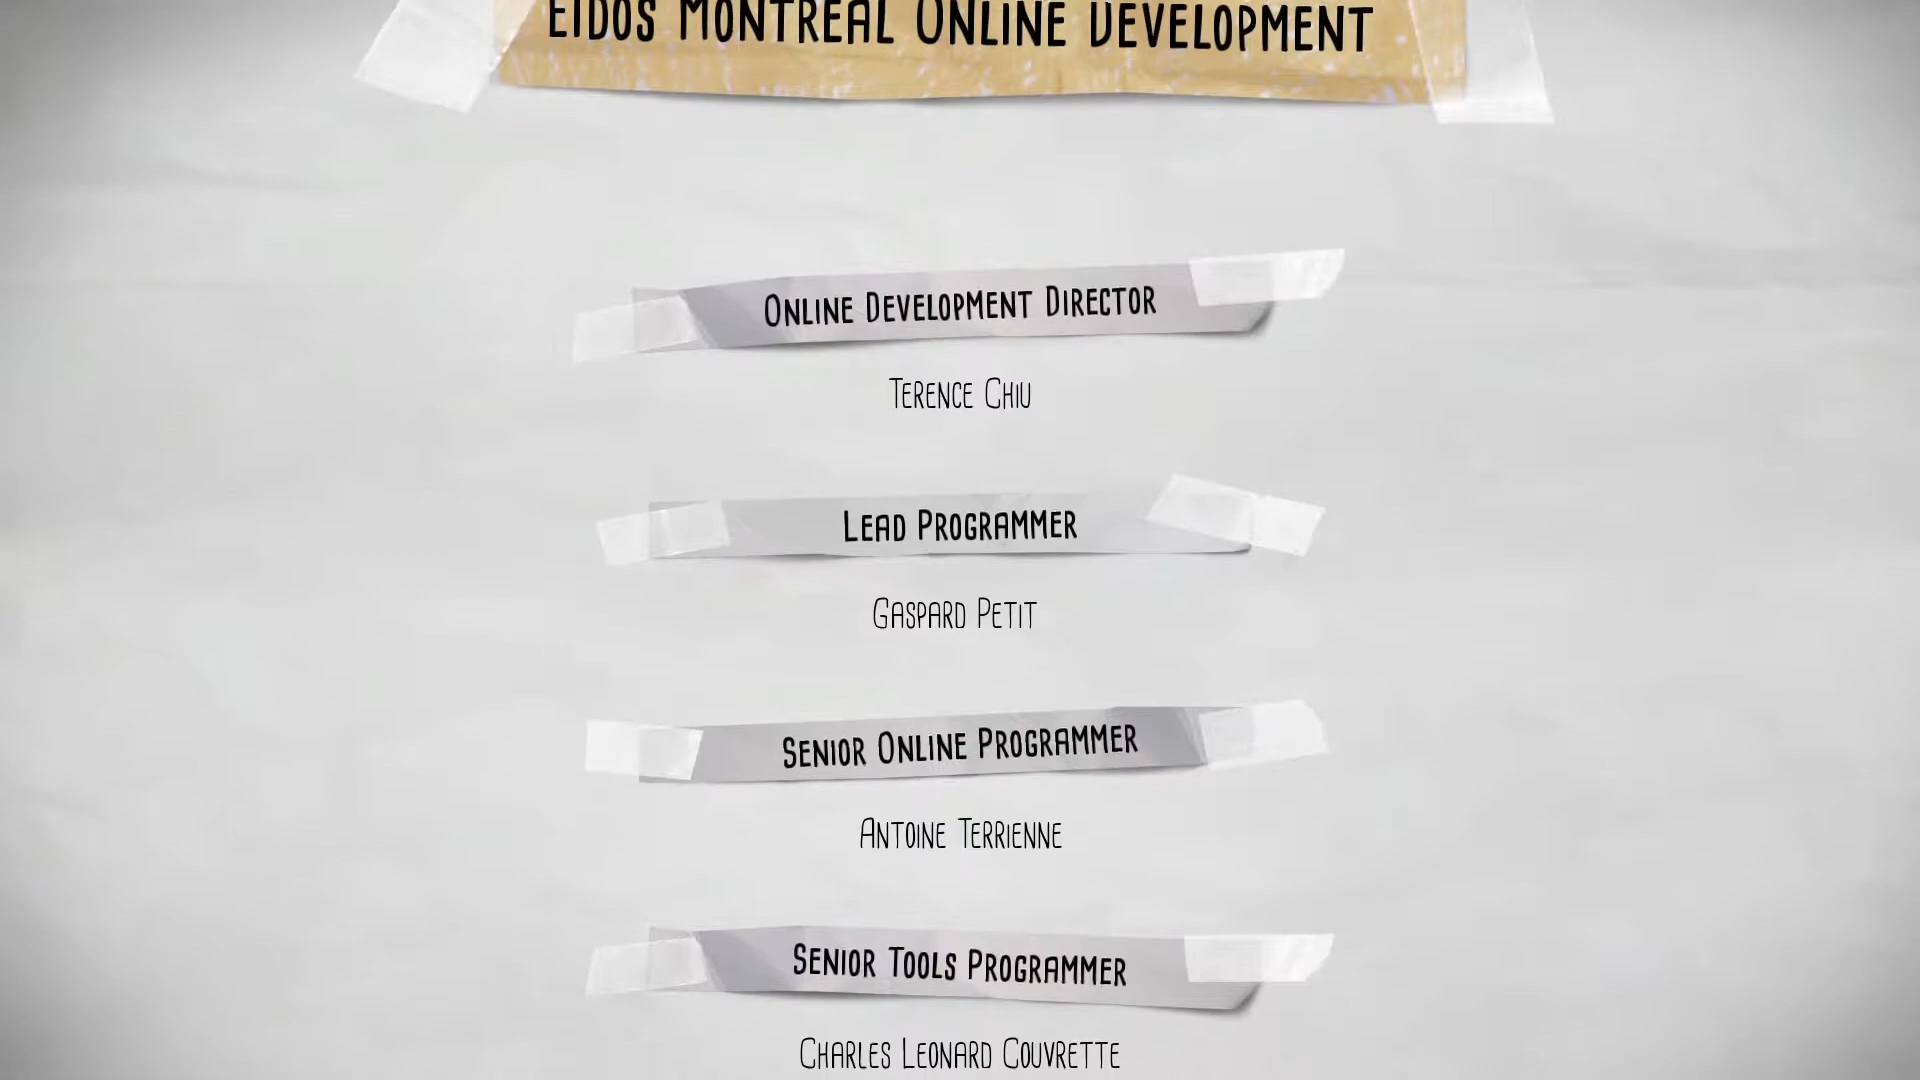 Eidos Montreal Online Development
Online Development Director
Terence Chiu
Lead Programmer
Gaspard Petit
Senior Online Programmer
Antoine Terrienne
Senior Tools Programmer
Charles Leonard Couvrette